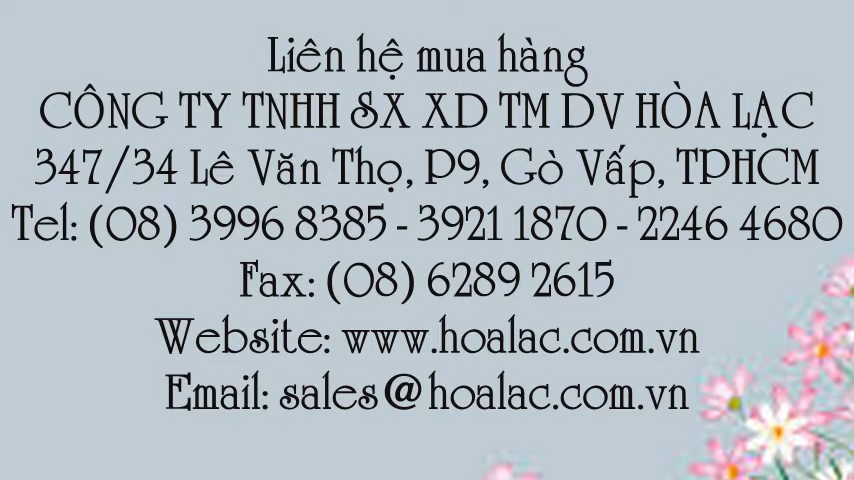 Liên hệ mua hàng
CÔNG TY TNHH SX XD TM DV HÒA LẠC
347/34 Lê Văn Thọ, P9, Gò Vấp, TPHCM
Tel: (08) 3996 8385 - 3921 1870 - 2246 4680
Fax: (08) 6289 2615
Website: www.hoalac.com.vn
Email: sales@hoalac.com.vn